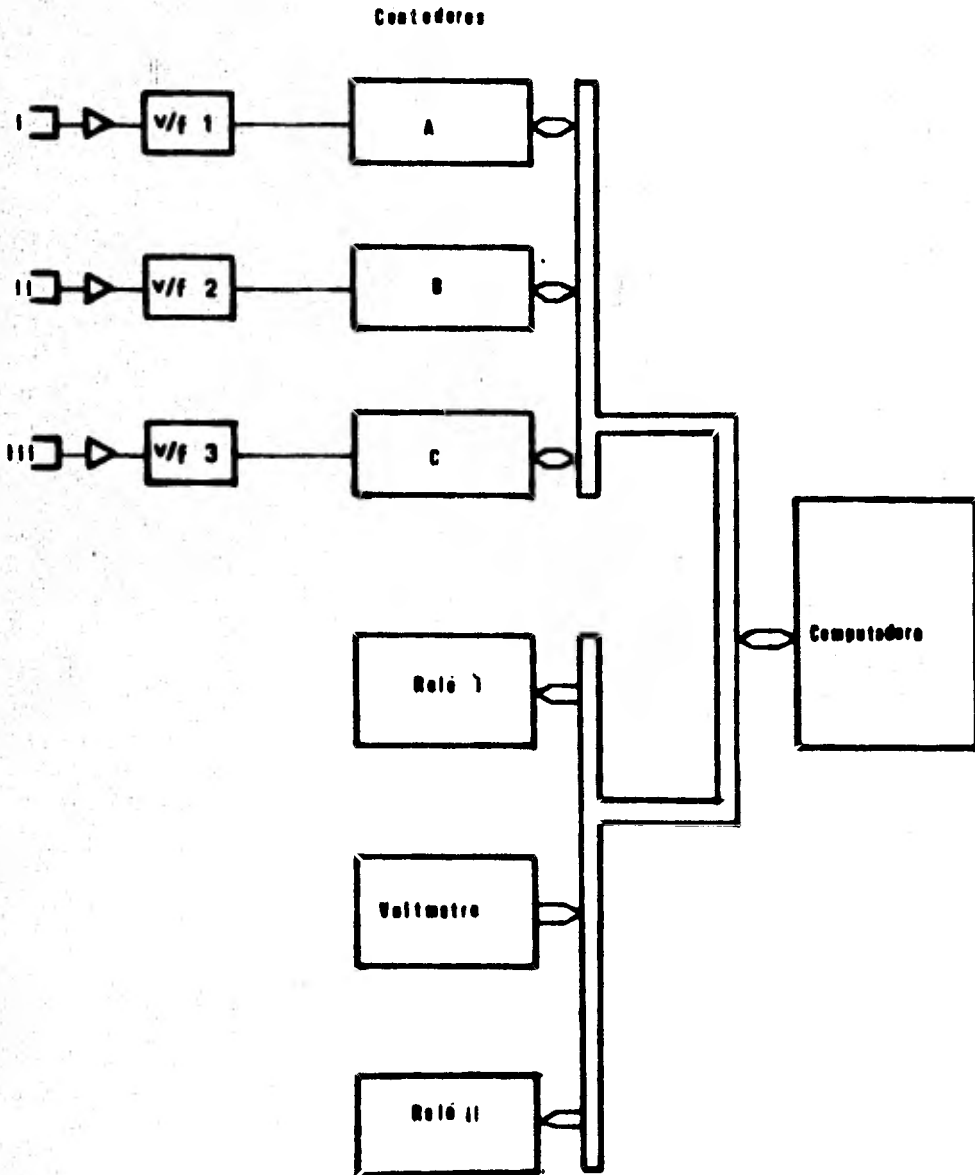 Contadores
I
v/f 1
A
II
v/f 2
B
III
v/f 3
C
Computadora
Relé I
Voltmetro
Relé II